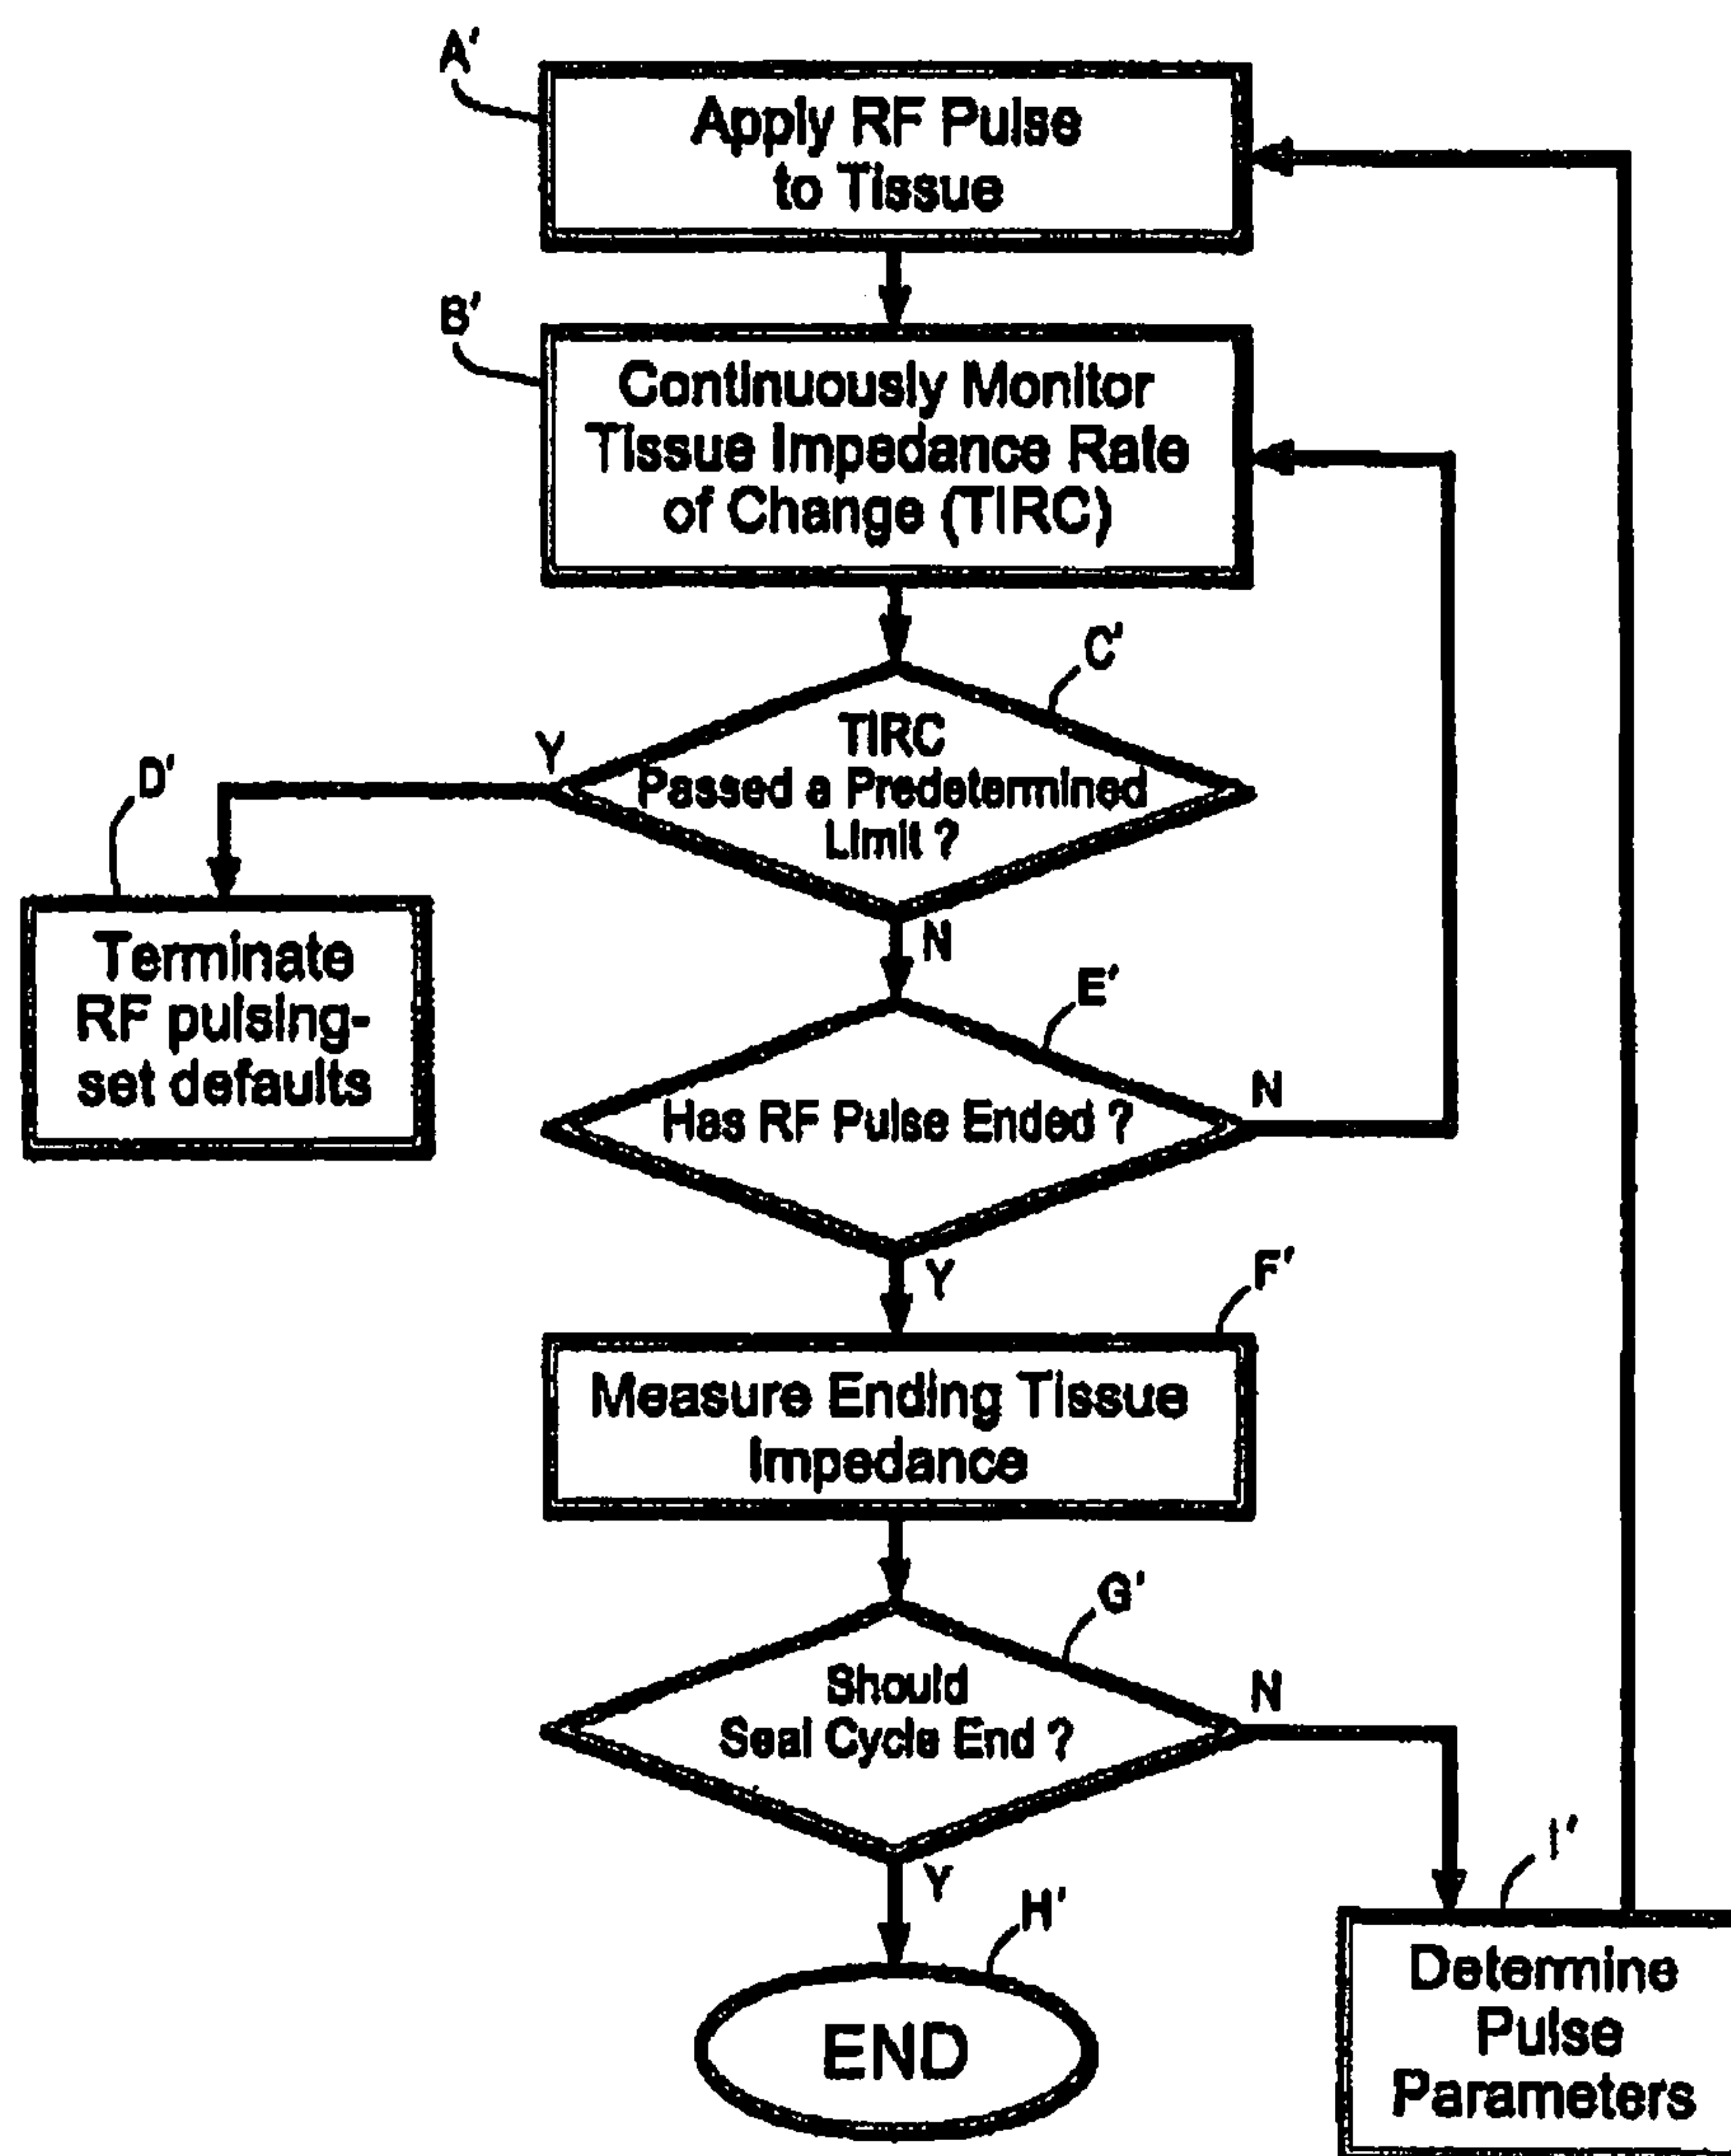 A'
Apply RF Pulse
to Tissue
B'
Continuously Monitor
Tissue Impedance Rate
of Change (TIRC)
C'
TIRC
Passed a Predetermined
Limit ?
Y
D'
N
Terminate
RF pulsing-
set defaults
E'
Has RF Pulse Ended ?
N
Y
F'
Measure Ending Tissue
Impedance
G'
Should
Seal Cycle End ?
N
Y
H'
I'
END
Determine
Pulse
Parameters